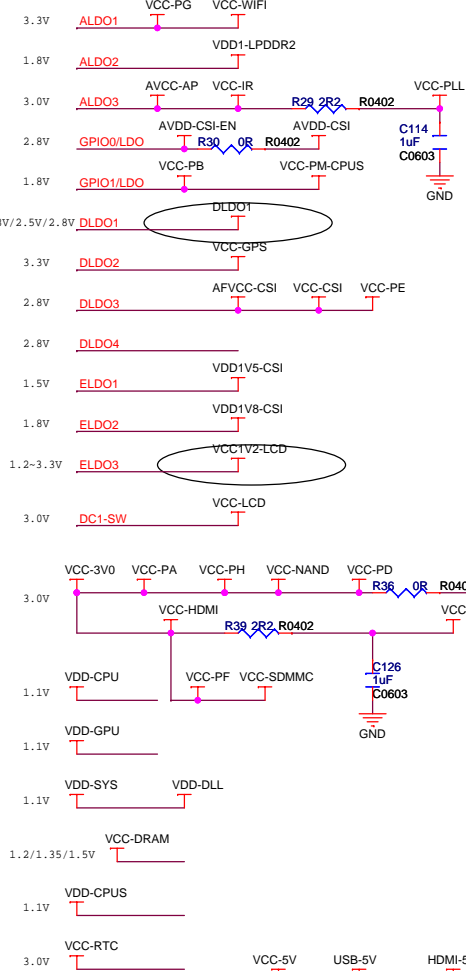 VCC-PG VCC-WIFI
3.3V ALDO1
VDD1-LPDDR2
1.8V ALDO2
AVCC-AP VCC-IR VCC-PLL
3.0V ALDO3 R29 2R2 R0402
C114
1uF
C0603
GND
AVDD-CSI-EN AVDD-CSI
2.8V GPIO0/LDO R30 0R R0402
VCC-PB VCC-PM-CPUS
1.8V GPIO1/LDO
DLDO1
V/2.5V/2.8V DLDO1
VCC-GPS
3.3V DLDO2
AFVCC-CSI VCC-CSI VCC-PE
2.8V DLDO3
2.8V DLDO4
VDD1V5-CSI
1.5V ELDO1
VDD1V8-CSI
1.8V ELDO2
VCC1V2-LCD
1.2~3.3V ELDO3
VCC-LCD
3.0V DC1-SW
VCC-3V0 VCC-PA VCC-PH VCC-NAND VCC-PD
3.0V R36 0R R040
VCC-HDMI VCC
R39 2R2 R0402
C126
1uF
C0603
GND
VDD-CPU VCC-PF VCC-SDMMC
1.1V
VDD-GPU
1.1V
VDD-SYS VDD-DLL
1.1V
VCC-DRAM
1.2/1.35/1.5V
VDD-CPUS
1.1V
VCC-RTC
3.0V
VCC-5V USB-5V HDMI-5